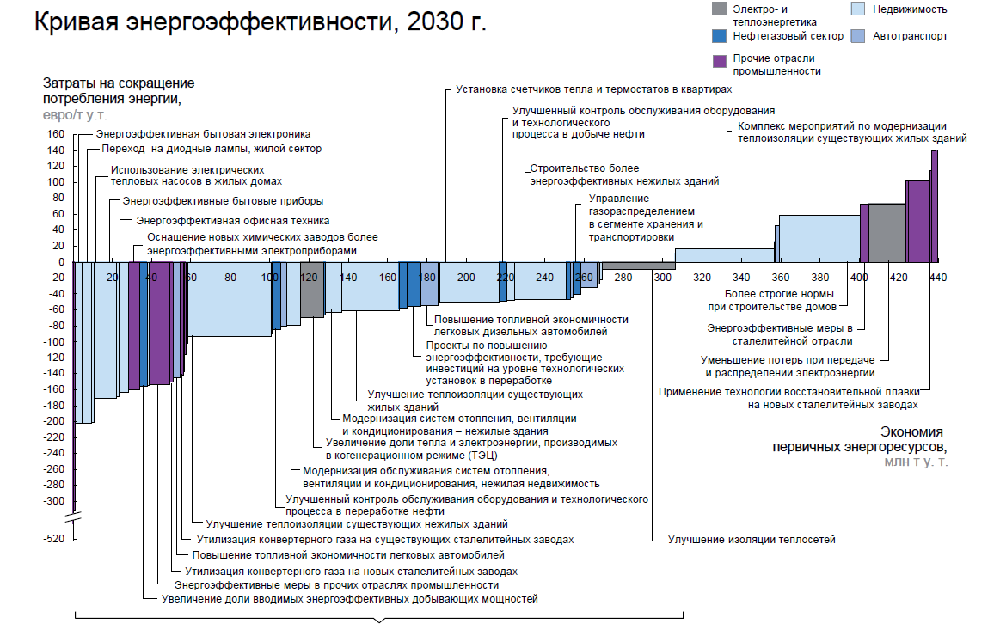 Кривая энергоэффективности, 2030 г.
Электро- и
теплоэнергетика
Недвижимость
Нефтегазовый сектор
Автотранспорт
Прочие отрасли
промышленности
Затраты на сокращение
потребления энергии,
евро/т у.т.
160
140
120
100
80
60
40
20
0
-20
-40
-60
-80
-100
-120
-140
-160
-180
-200
-220
-240
-260
-280
-300
-520
Энергоэффективная бытовая электроника
Переход на диодные лампы, жилой сектор
Использование электрических
тепловых насосов в жилых домах
Энергоэффективные бытовые приборы
Энергоэффективная офисная техника
Оснащение новых химических заводов более
энергоэффективными электроприборами
Установка счетчиков тепла и термостатов в квартирах
Улучшенный контроль обслуживания оборудования
и технологического
процесса в добыче нефти
Строительство более
энергоэффективных нежилых зданий
Управление
газораспределением
в сегменте хранения и
транспортировки
Комплекс мероприятий по модернизации
теплоизоляции существующих жилых зданий
20 40 60 80 100 120 140 160 180 200 220 240 260 280 300 320 340 360 380 400 420 440
Более строгие нормы
при строительстве домов
Энергоэффективные меры в
сталелитейной отрасли
Уменьшение потерь при передаче
и распределении электроэнергии
Применение технологии восстановительной плавки
на новых сталелитейных заводах
Экономия
первичных энергоресурсов,
млн т у. т.
Повышение топливной экономичности
легковых дизельных автомобилей
Проекты по повышению
энергоэффективности, требующие
инвестиций на уровне технологических
установок в переработке
Улучшение теплоизоляции существующих
жилых зданий
Модернизация систем отопления, вентиляции
и кондиционирования – нежилые здания
Увеличение доли тепла и электроэнергии, производимых
в когенерационном режиме (ТЭЦ)
Модернизация обслуживания систем отопления,
вентиляции и кондиционирования, нежилая недвижимость
Улучшенный контроль обслуживания оборудования и технологического
процесса в переработке нефти
Улучшение теплоизоляции существующих нежилых зданий
Утилизация конвертерного газа на существующих сталелитейных заводах
Улучшение изоляции теплосетей
Повышение топливной экономичности легковых автомобилей
Утилизация конвертерного газа на новых сталелитейных заводах
Энергоэффективные меры в прочих отраслях промышленности
Увеличение доли вводимых энергоэффективных добывающих мощностей